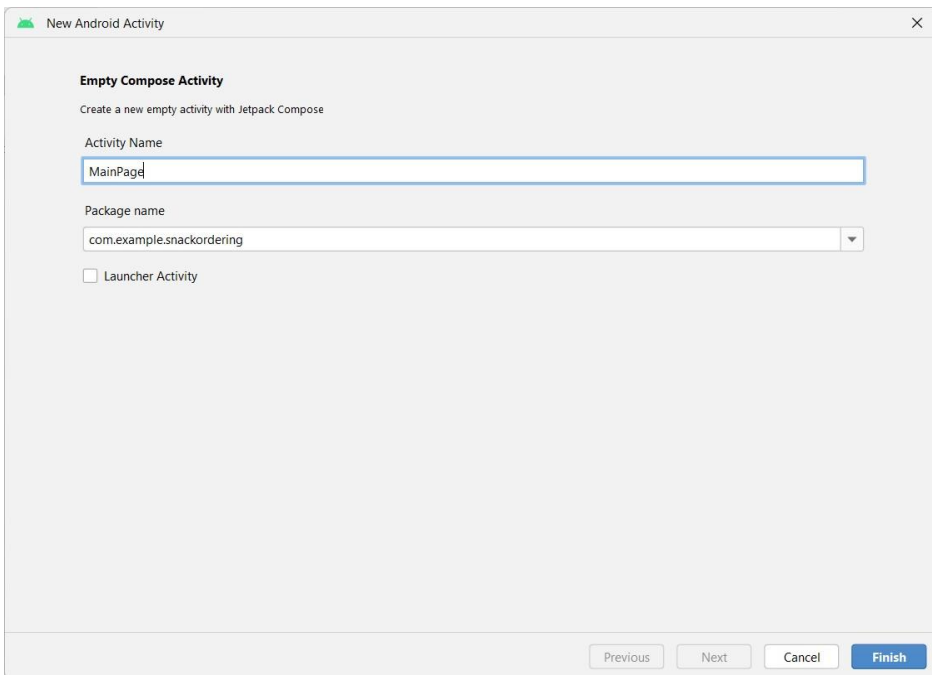 New Android Activity
Empty Compose Activity
Create a new empty activity with Jetpack Compose
Activity Name
MainPage
Package name
com.example.snackordering
Launcher Activity
Previous Next Cancel Finish